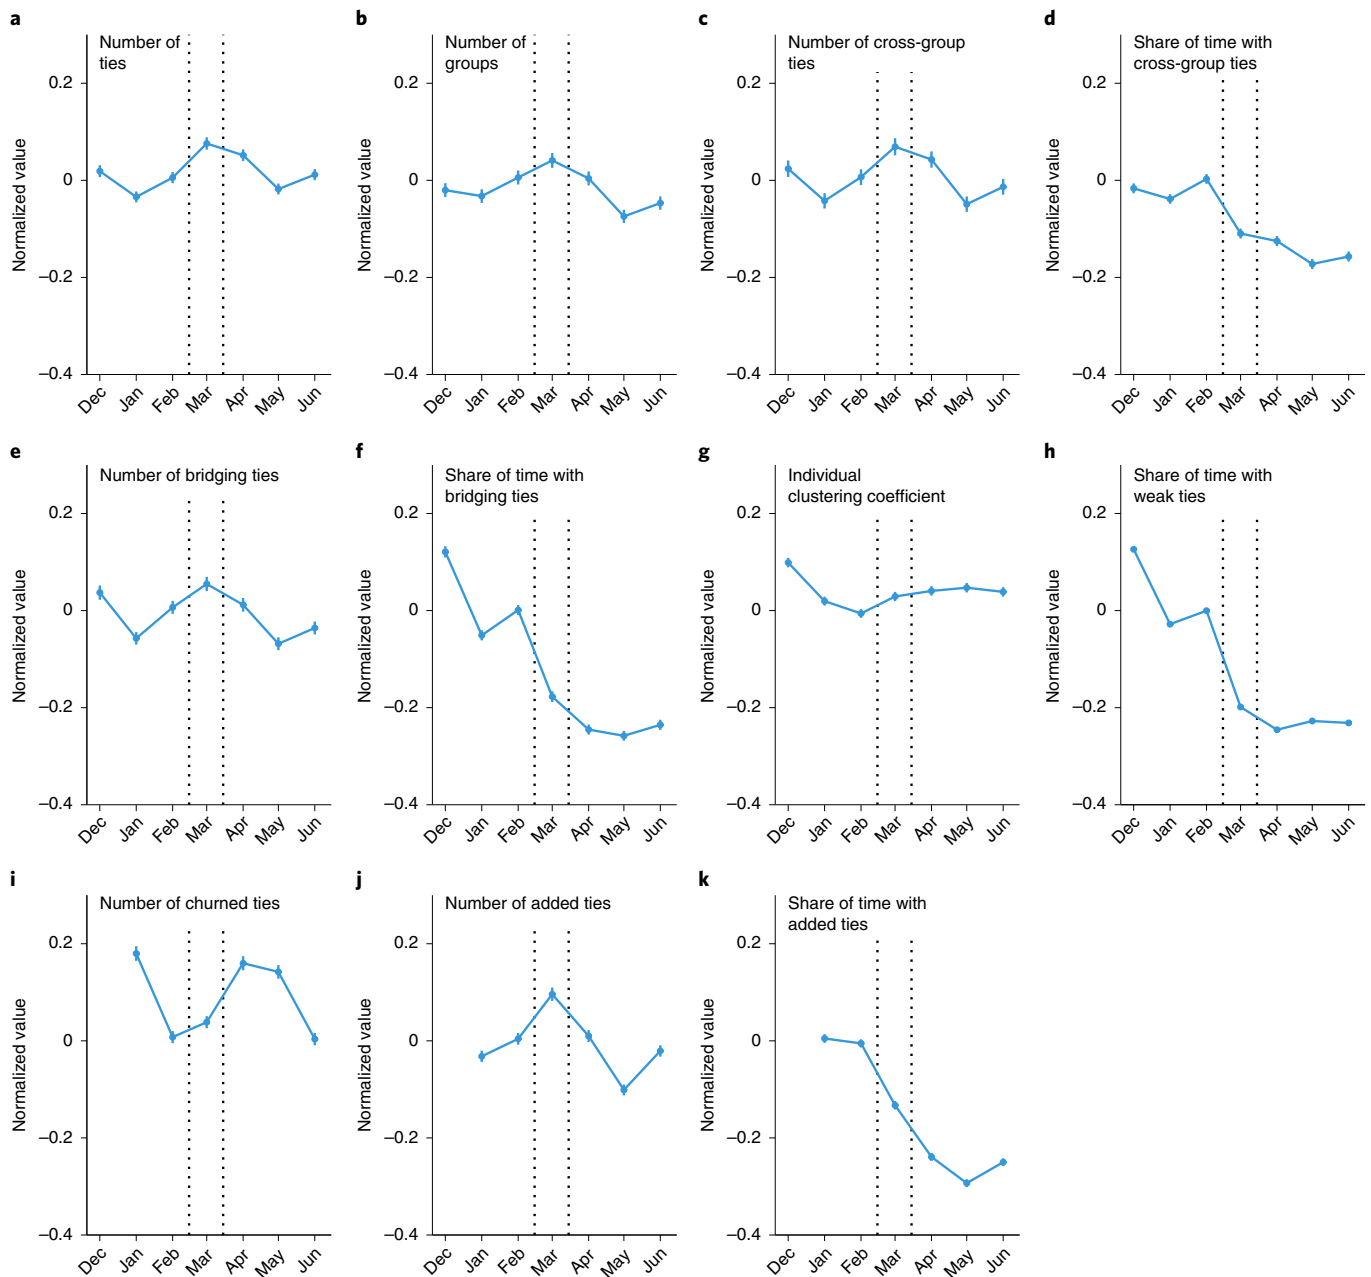 a
Number of
ties
0.2
0
−0.2
−0.4
Normalized value
Dec
Jan
Feb
Mar
Apr
May
Jun
b
Number of
groups
0.2
0
−0.2
−0.4
Normalized value
Dec
Jan
Feb
Mar
Apr
May
Jun
c
Number of cross-group
ties
0.2
0
−0.2
−0.4
Normalized value
Dec
Jan
Feb
Mar
Apr
May
Jun
d
Share of time with
cross-group ties
0.2
0
−0.2
−0.4
Normalized value
Dec
Jan
Feb
Mar
Apr
May
Jun
e
Number of bridging ties
0.2
0
−0.2
−0.4
Normalized value
Dec
Jan
Feb
Mar
Apr
May
Jun
f
Share of time with
bridging ties
0.2
0
−0.2
−0.4
Normalized value
Dec
Jan
Feb
Mar
Apr
May
Jun
g
Individual
clustering coefficient
0.2
0
−0.2
−0.4
Normalized value
Dec
Jan
Feb
Mar
Apr
May
Jun
h
Share of time with
weak ties
0.2
0
−0.2
−0.4
Normalized value
Dec
Jan
Feb
Mar
Apr
May
Jun
i
Number of churned ties
0.2
0
−0.2
−0.4
Normalized value
Dec
Jan
Feb
Mar
Apr
May
Jun
j
Number of added ties
0.2
0
−0.2
−0.4
Normalized value
Dec
Jan
Feb
Mar
Apr
May
Jun
k
Share of time with
added ties
0.2
0
−0.2
−0.4
Normalized value
Dec
Jan
Feb
Mar
Apr
May
Jun